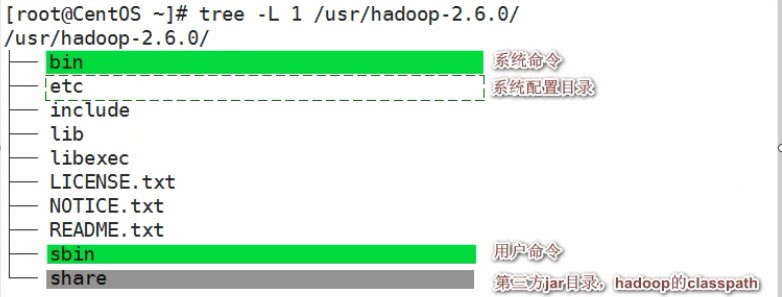 [root@CentOS ~]# tree -L 1 /usr/hadoop-2.6.0/
/usr/hadoop-2.6.0/
bin 系统命令
etc 系统配置目录
include
lib
libexec
LICENSE.txt
NOTICE.txt
README.txt
sbin 用户命令
share 第三方jar目录，hadoop的classpath